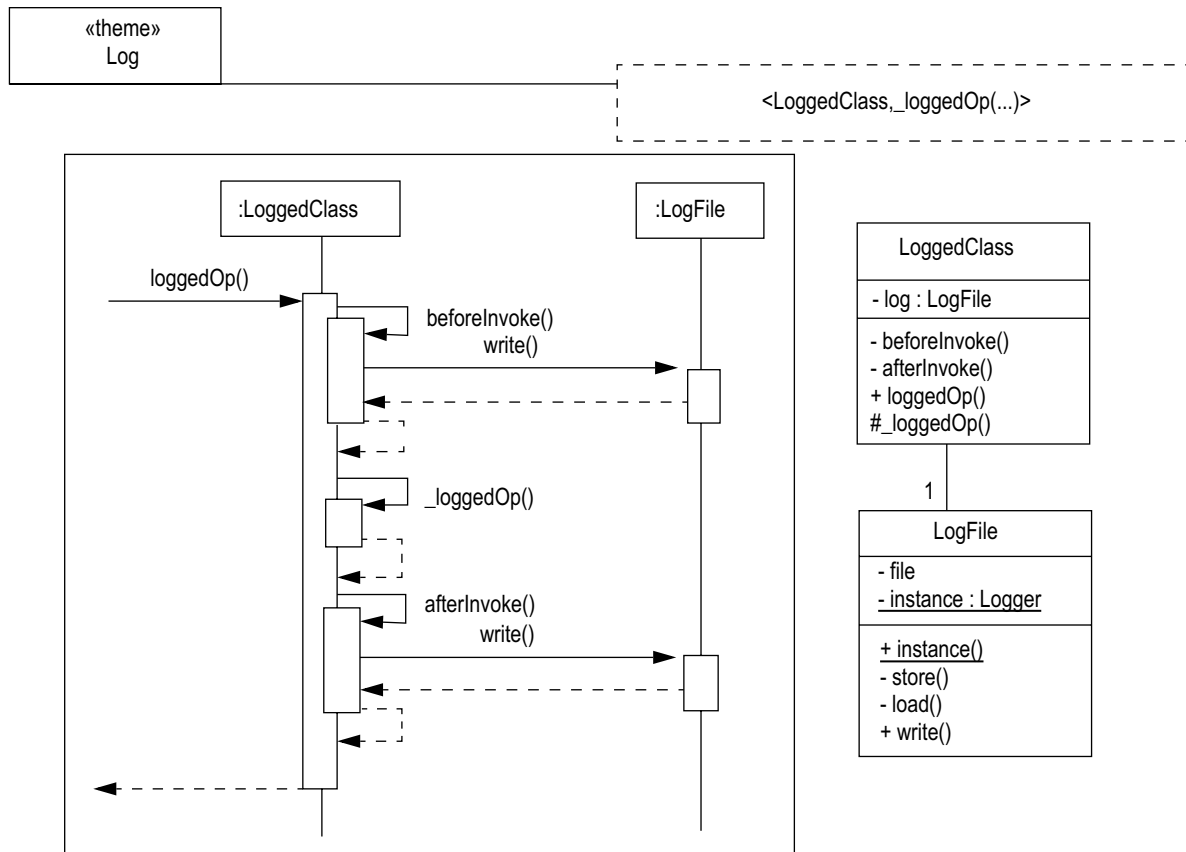 «theme»
Log
<LoggedClass,_loggedOp(...)>
:LoggedClass
:LogFile
loggedOp()
beforeInvoke()
write()
_loggedOp()
afterInvoke()
write()
LoggedClass
- log : LogFile
- beforeInvoke()
- afterInvoke()
+ loggedOp()
#_loggedOp()
1
LogFile
- file
- instance : Logger
+ instance()
- store()
- load()
+ write()